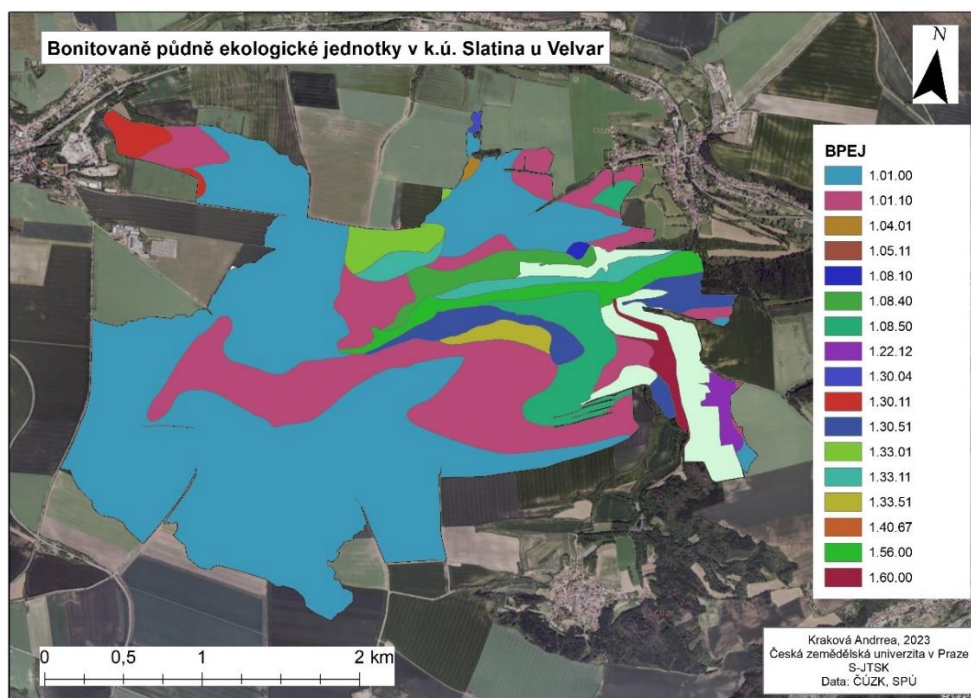 Bonitovaně půdně ekologické jednotky v k.ú. Slatina u Velvar
N
BPEJ
1.01.00
1.01.10
1.04.01
1.05.11
1.08.10
1.08.40
1.08.50
1.22.12
1.30.04
1.30.11
1.30.51
1.33.01
1.33.11
1.33.51
1.40.67
1.56.00
1.60.00
0 0,5 1 2 km
Kraková Andrrea, 2023
Česká zemědělská univerzita v Praze
S-JTSK
Data: ČÚZK, SPÚ